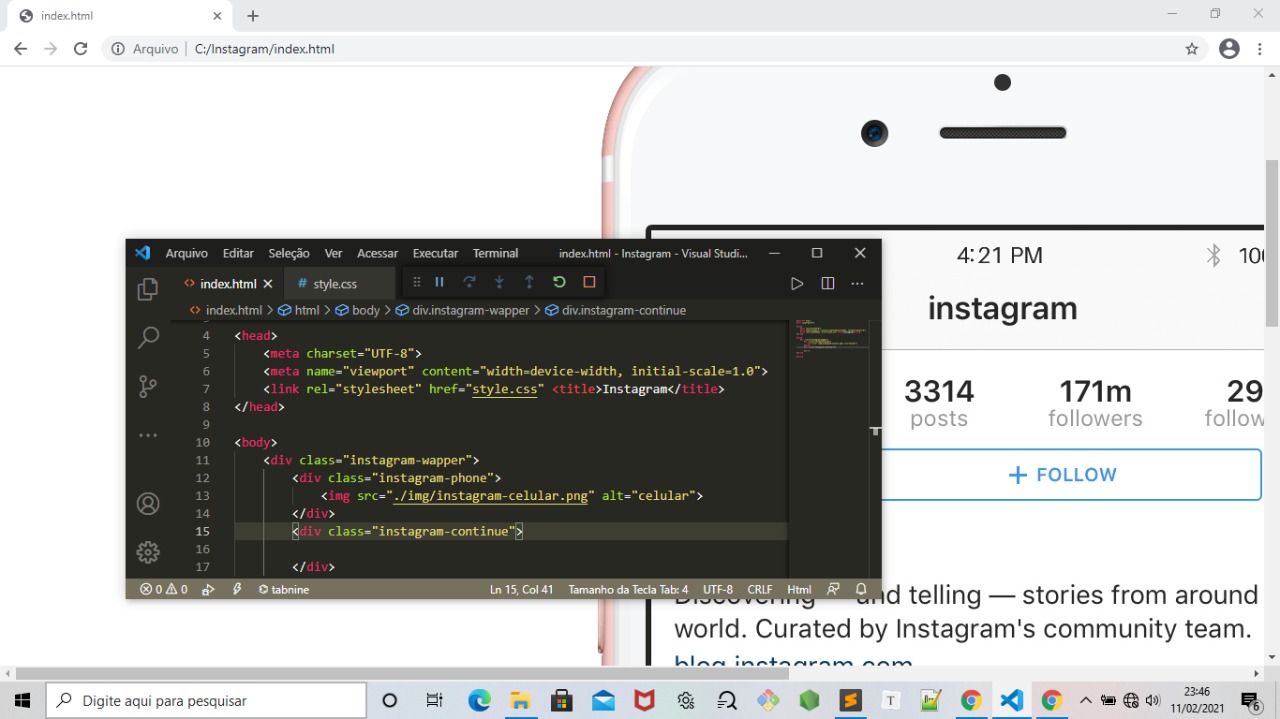 index.html
Arquivo
C:/Instagram/index.html
4:21 PM
instagram
3314
posts
171m
followers
29
follow
+ FOLLOW
Discovering — and telling — stories from around
world. Curated by Instagram's community team.
blog.instagram.com
Arquivo Editar Seleção Ver Acessar Executar Terminal index.html - Instagram - Visual Studi...
<> index.html # style.css
<> index.html > html > body > div.instagram-wapper > div.instagram-continue
4 <head>
5 <meta charset="UTF-8">
6 <meta name="viewport" content="width=device-width, initial-scale=1.0">
7 <link rel="stylesheet" href="style.css" <title>Instagram</title>
8 </head>
9
10 <body>
11 <div class="instagram-wapper">
12 <div class="instagram-phone">
13 <img src="./img/instagram-celular.png" alt="celular">
14 </div>
15 <div class="instagram-continue">
16
17 </div>
0 0 tabnine Ln 15, Col 41 Tamanho da Tecla Tab: 4 UTF-8 CRLF Html
Digite aqui para pesquisar
23:46
11/02/2021
6